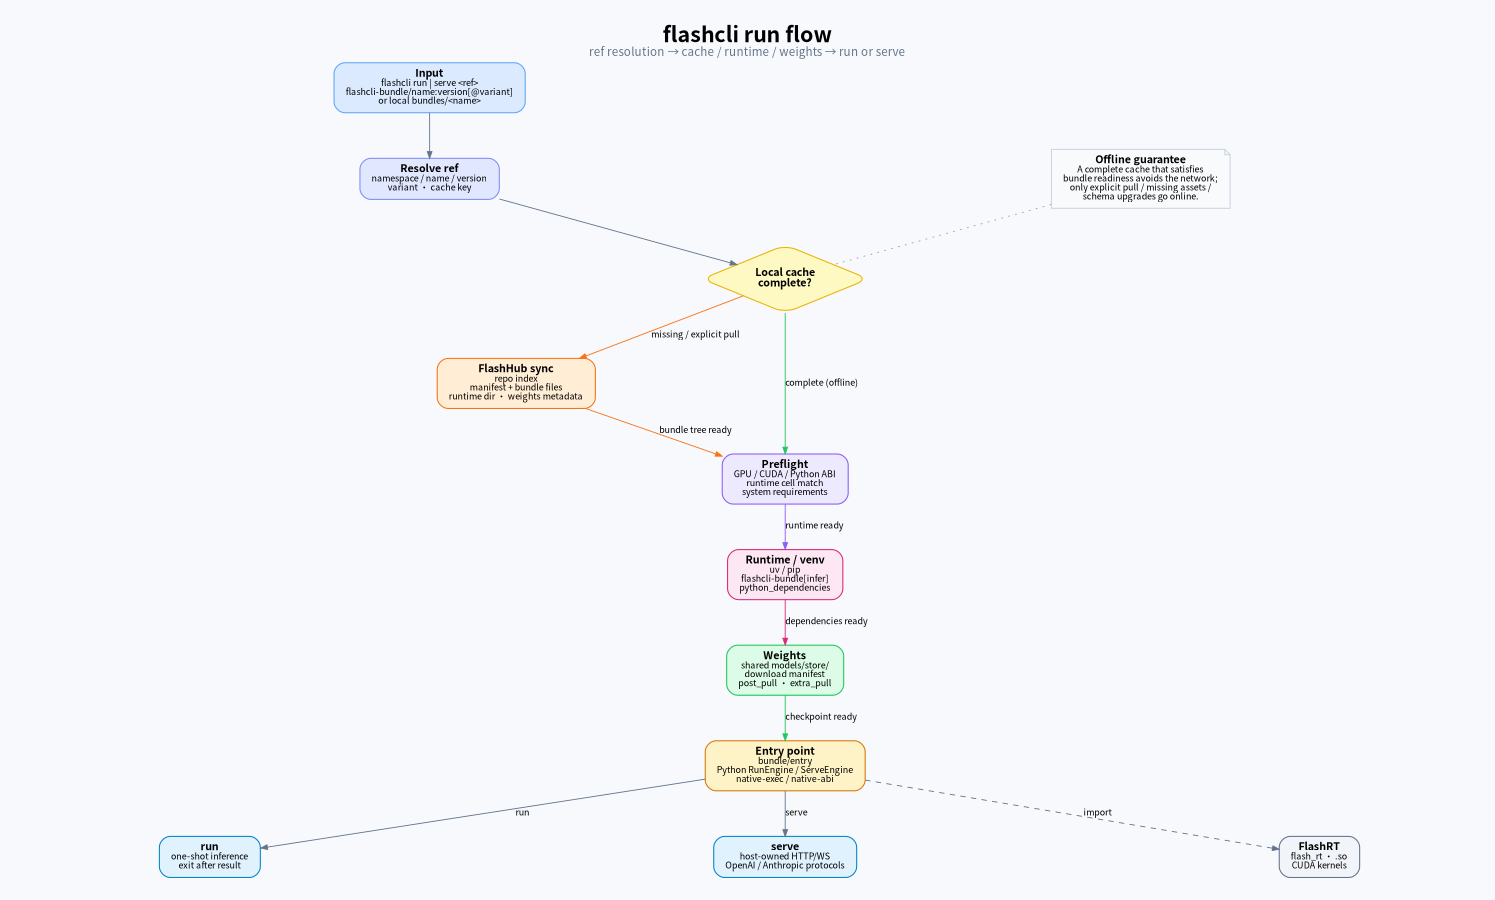 flashcli run flow
ref resolution → cache / runtime / weights → run or serve
Input
flashcli run | serve <ref>
flashcli-bundle/name:version[@variant]
or local bundles/<name>
Resolve ref
namespace / name / version
variant · cache key
Offline guarantee
A complete cache that satisfies
bundle readiness avoids the network;
only explicit pull / missing assets /
schema upgrades go online.
Local cache
complete?
missing / explicit pull
FlashHub sync
repo index
manifest + bundle files
runtime dir · weights metadata
complete (offline)
bundle tree ready
Preflight
GPU / CUDA / Python ABI
runtime cell match
system requirements
runtime ready
Runtime / venv
uv / pip
flashcli-bundle[infer]
python_dependencies
dependencies ready
Weights
shared models/store/
download manifest
post_pull · extra_pull
checkpoint ready
Entry point
bundle/entry
Python RunEngine / ServeEngine
native-exec / native-abi
run
serve
import
run
one-shot inference
exit after result
serve
host-owned HTTP/WS
OpenAI / Anthropic protocols
FlashRT
flash_rt · .so
CUDA kernels